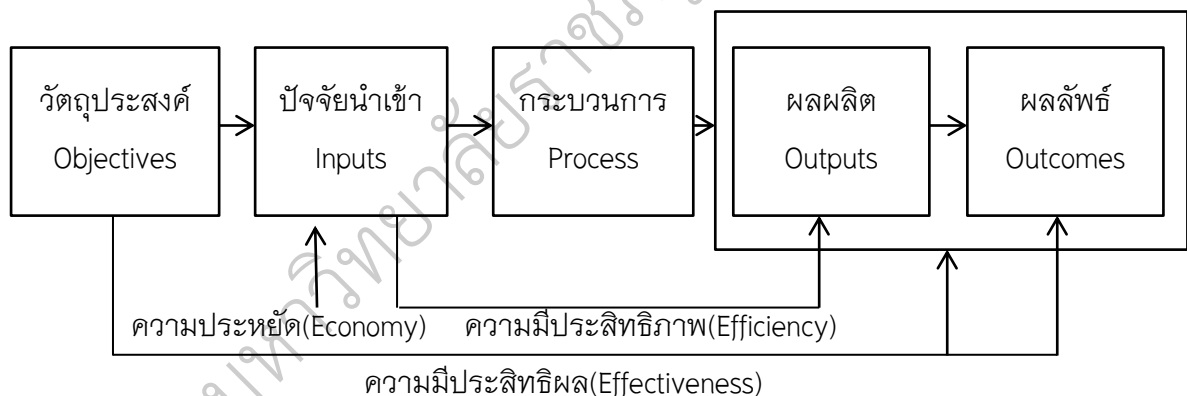 วัตถุประสงค์
Objectives
ปัจจัยนำเข้า
Inputs
กระบวนการ
Process
ผลผลิต
Outputs
ผลลัพธ์
Outcomes
ความประหยัด(Economy)
ความมีประสิทธิภาพ(Efficiency)
ความมีประสิทธิผล(Effectiveness)